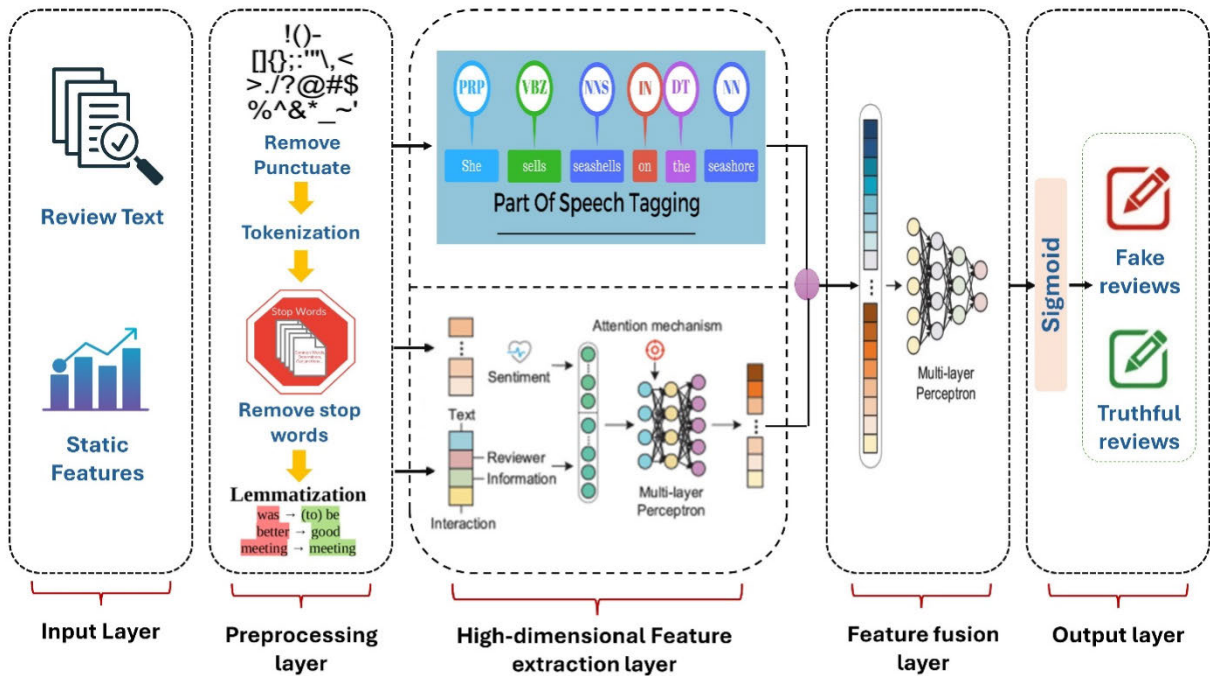 Review Text
Static
Features
Input Layer
!()-
[]{};:'"\,<
>./?@#$
%^&*_~'
Remove
Punctuate
Tokenization
Stop Words
Remove stop
words
Lemmatization
was → (to) be
better → good
meeting → meeting
Preprocessing
layer
PRP VBZ NNS IN DT NN
She sells seashells on the seashore
Part Of Speech Tagging
Attention mechanism
Sentiment
Text
Reviewer
Information
Interaction
Multi-layer
Perceptron
High-dimensional Feature
extraction layer
Multi-layer
Perceptron
Feature fusion
layer
Sigmoid
Fake
reviews
Truthful
reviews
Output layer